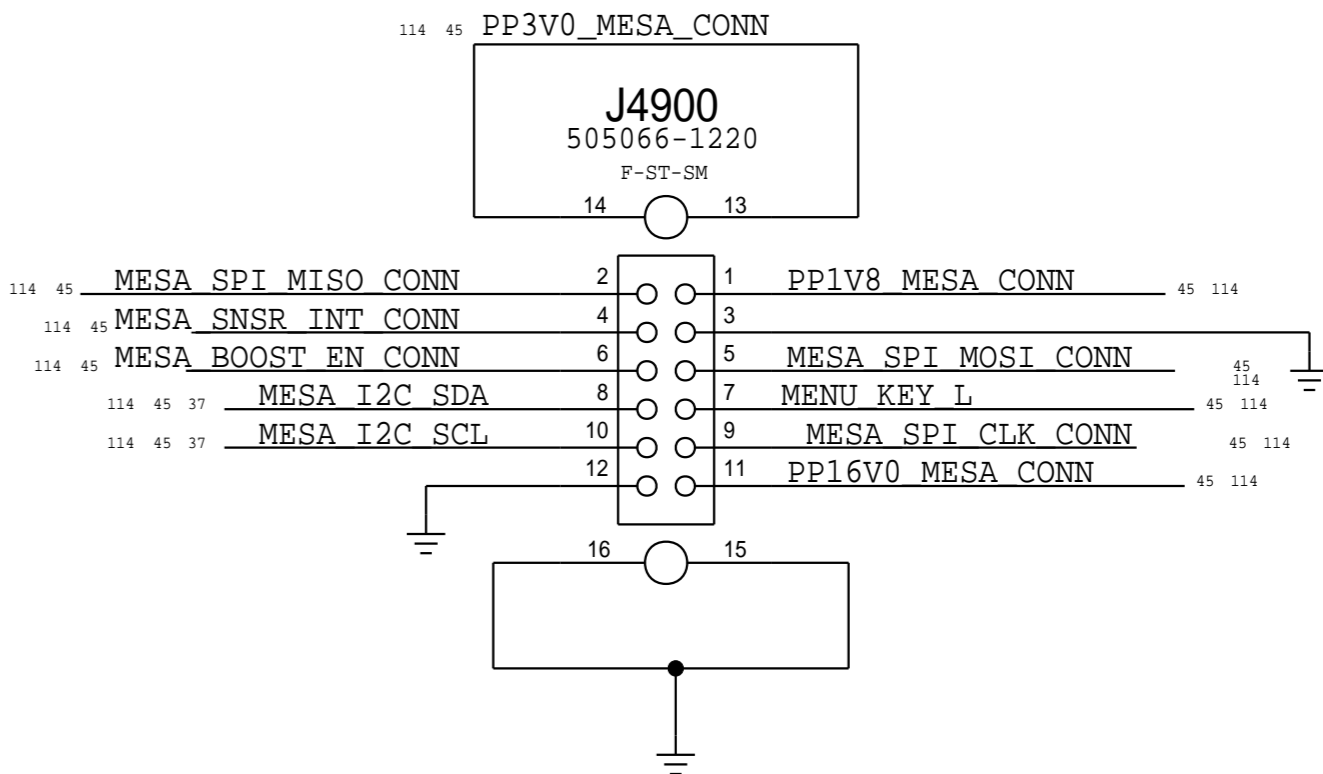 114 45 PP3V0_MESA_CONN
J4900
505066-1220
F-ST-SM
14 13
114 45 MESA_SPI_MISO_CONN 2 1 PP1V8_MESA_CONN 45 114
114 45 MESA_SNSR_INT_CONN 4 3
114 45 MESA_BOOST_EN_CONN 6 5 MESA_SPI_MOSI_CONN 45
114
114 45 37 MESA_I2C_SDA 8 7 MENU_KEY_L 45 114
114 45 37 MESA_I2C_SCL 10 9 MESA_SPI_CLK_CONN 45 114
12 11 PP16V0_MESA_CONN 45 114
16 15